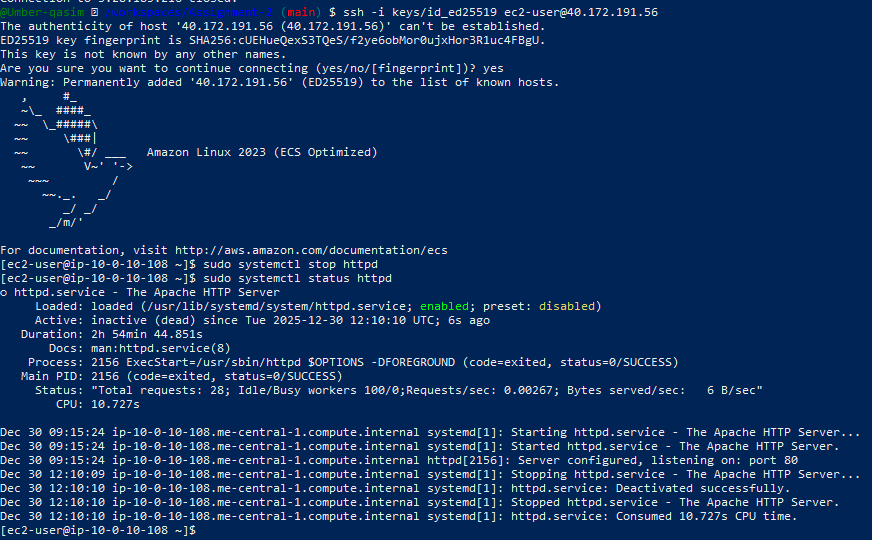 @Umber-qasim (main) $ ssh -i keys/id_ed25519 ec2-user@40.172.191.56
The authenticity of host '40.172.191.56 (40.172.191.56)' can't be established.
ED25519 key fingerprint is SHA256:cUEHueQexS3TQeS/f2ye6obMor0ujxHor3R1uc4FBgU.
This key is not known by any other names.
Are you sure you want to continue connecting (yes/no/[fingerprint])? yes
Warning: Permanently added '40.172.191.56' (ED25519) to the list of known hosts.
   ,     #_
   ~\_  ####_
  ~~  \_#####\
  ~~     \###|
  ~~       \#/ ___   Amazon Linux 2023 (ECS Optimized)
   ~~       V~' '->
    ~~~         /
      ~~._.   _/
         _/ _/
       _/m/'
For documentation, visit http://aws.amazon.com/documentation/ecs
[ec2-user@ip-10-0-10-108 ~]$ sudo systemctl stop httpd
[ec2-user@ip-10-0-10-108 ~]$ sudo systemctl status httpd
○ httpd.service - The Apache HTTP Server
     Loaded: loaded (/usr/lib/systemd/system/httpd.service; enabled; preset: disabled)
     Active: inactive (dead) since Tue 2025-12-30 12:10:10 UTC; 6s ago
   Duration: 2h 54min 44.851s
       Docs: man:httpd.service(8)
    Process: 2156 ExecStart=/usr/sbin/httpd $OPTIONS -DFOREGROUND (code=exited, status=0/SUCCESS)
   Main PID: 2156 (code=exited, status=0/SUCCESS)
     Status: "Total requests: 28; Idle/Busy workers 100/0;Requests/sec: 0.00267; Bytes served/sec:   6 B/sec"
        CPU: 10.727s
Dec 30 09:15:24 ip-10-0-10-108.me-central-1.compute.internal systemd[1]: Starting httpd.service - The Apache HTTP Server...
Dec 30 09:15:24 ip-10-0-10-108.me-central-1.compute.internal systemd[1]: Started httpd.service - The Apache HTTP Server.
Dec 30 09:15:24 ip-10-0-10-108.me-central-1.compute.internal httpd[2156]: Server configured, listening on: port 80
Dec 30 12:10:09 ip-10-0-10-108.me-central-1.compute.internal systemd[1]: Stopping httpd.service - The Apache HTTP Server...
Dec 30 12:10:10 ip-10-0-10-108.me-central-1.compute.internal systemd[1]: httpd.service: Deactivated successfully.
Dec 30 12:10:10 ip-10-0-10-108.me-central-1.compute.internal systemd[1]: Stopped httpd.service - The Apache HTTP Server.
Dec 30 12:10:10 ip-10-0-10-108.me-central-1.compute.internal systemd[1]: httpd.service: Consumed 10.727s CPU time.
[ec2-user@ip-10-0-10-108 ~]$